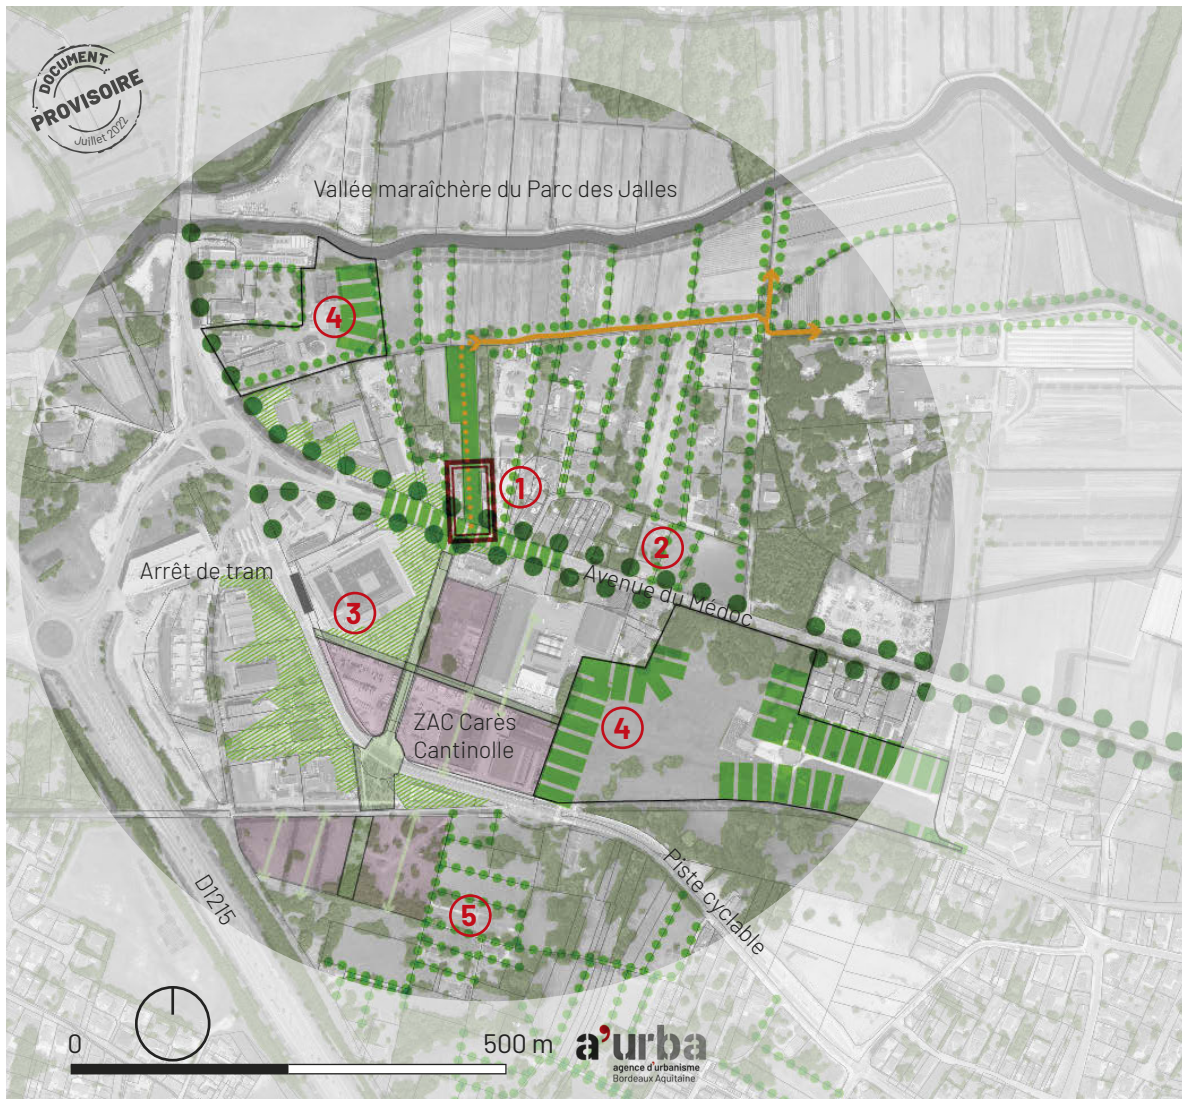 DOCUMENT
PROVISOIRE
Juillet 2022
Vallée maraîchère du Parc des Jalles
4
1
2
Avenue du Médoc
Arrêt de tram
3
ZAC Carès
Cantinolle
4
D1215
5
Piste cyclable
0
500 m
a'urba
agence d'urbanisme
Bordeaux Aquitaine